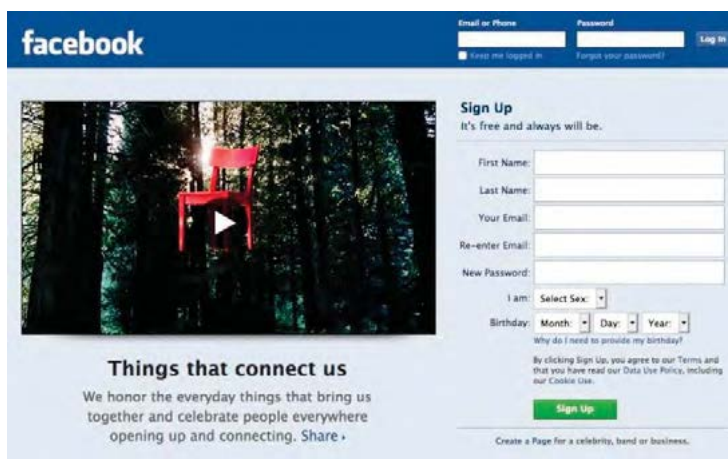 Email or Phone
Password
facebook
Log In
Keep me logged in
Forgot your password?
Sign Up
It's free and always will be.
First Name:
Last Name:
Your Email:
Re-enter Email:
New Password:
I am: Select Sex:
Birthday: Month: Day: Year:
Why do I need to provide my birthday?
By clicking Sign Up, you agree to our Terms and
that you have read our Data Use Policy, including
our Cookie Use.
Sign Up
Create a Page for a celebrity, band or business.
Things that connect us
We honor the everyday things that bring us
together and celebrate people everywhere
opening up and connecting. Share